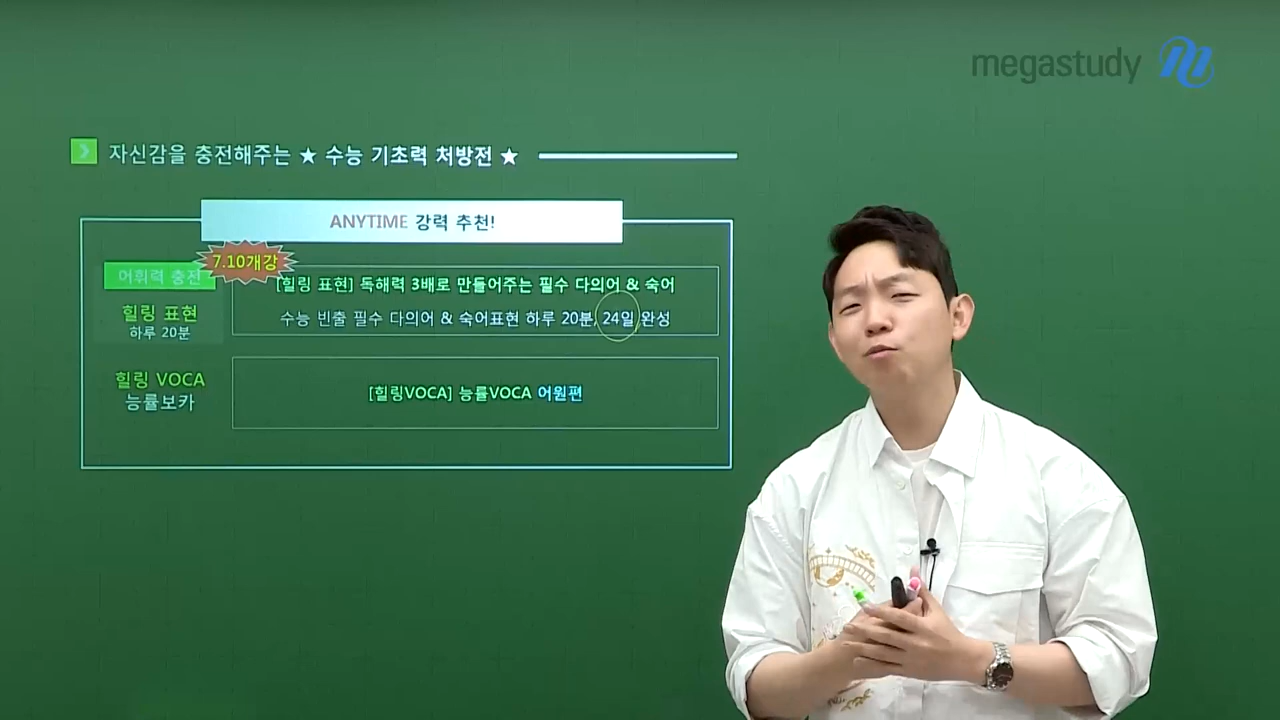 megastudy
자신감을 충전해주는 ★ 수능 기초력 처방전 ★
ANYTIME 강력 추천!
7.10개강
어휘력 충전
힐링 표현
하루 20분
[힐링 표현] 독해력 3배로 만들어주는 필수 다의어 & 숙어
수능 빈출 필수 다의어 & 숙어표현 하루 20분, 24일 완성
힐링 VOCA
능률보카
[힐링VOCA] 능률VOCA 어원편